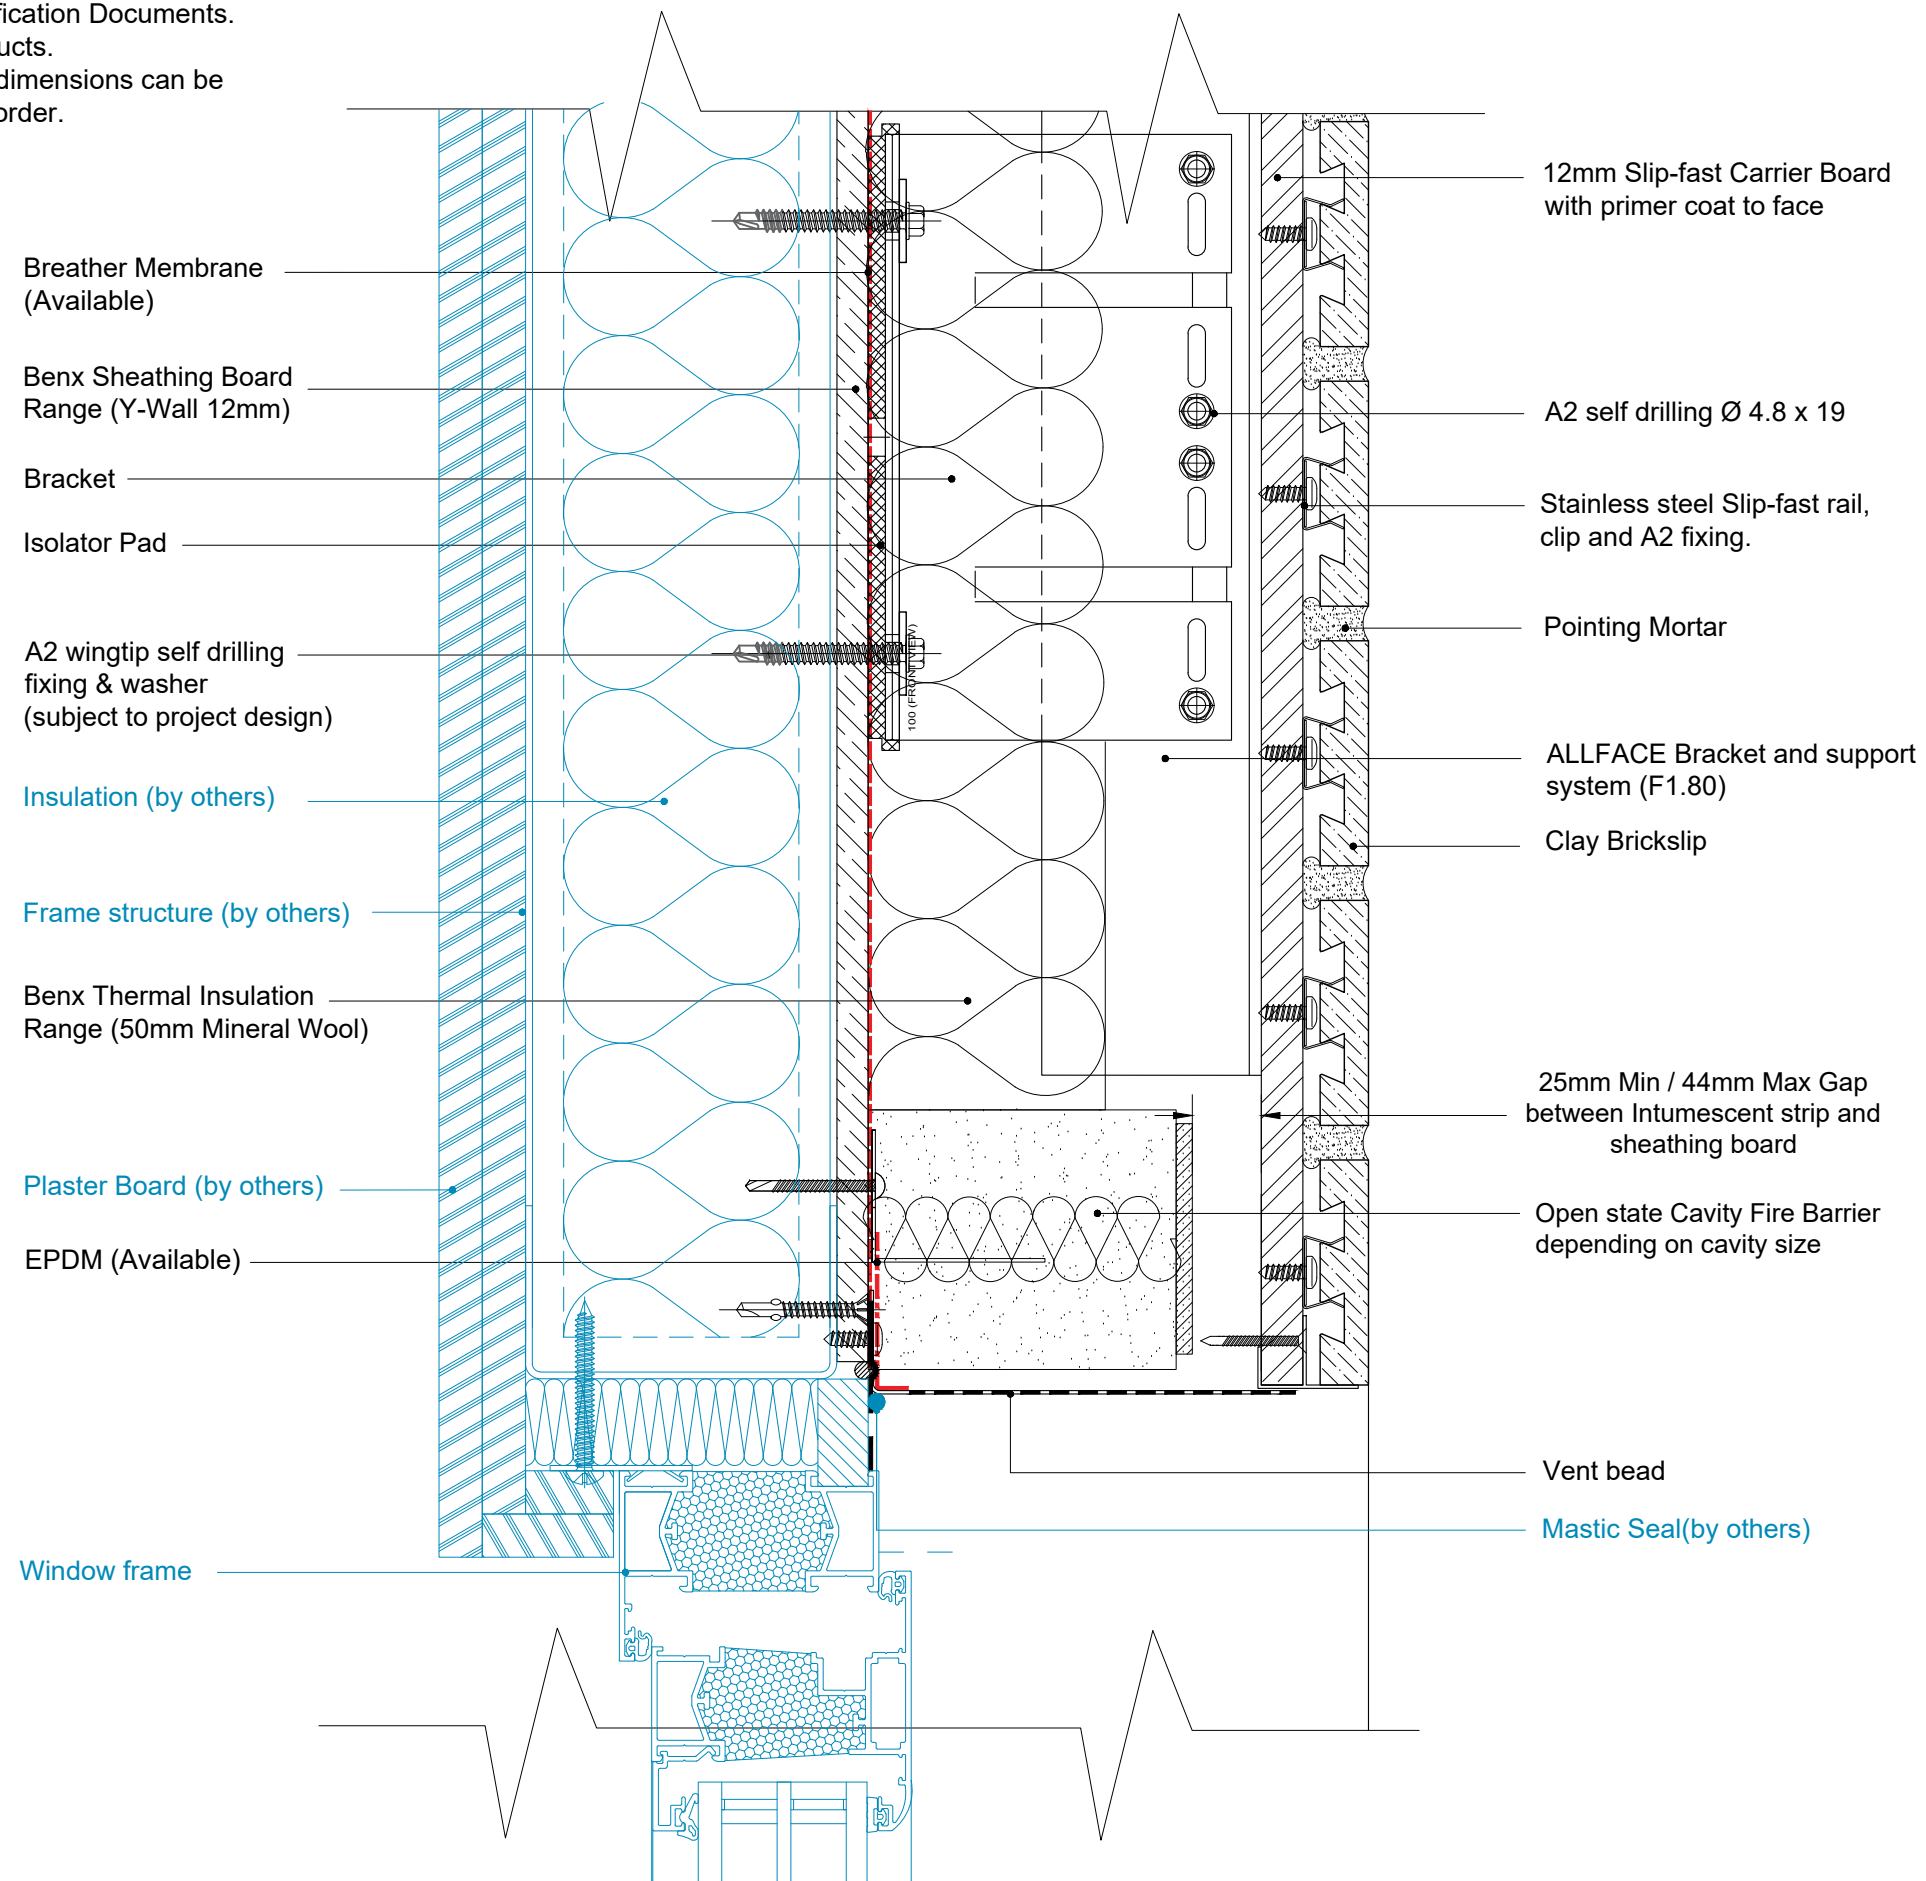 fication Documents.
ucts.
dimensions can be
order.
Breather Membrane
(Available)
Benx Sheathing Board
Range (Y-Wall 12mm)
Bracket
Isolator Pad
A2 wingtip self drilling
fixing & washer
(subject to project design)
Insulation (by others)
Frame structure (by others)
Benx Thermal Insulation
Range (50mm Mineral Wool)
Plaster Board (by others)
EPDM (Available)
Window frame
100 (FRONT VIEW)
12mm Slip-fast Carrier Board
with primer coat to face
A2 self drilling Ø 4.8 x 19
Stainless steel Slip-fast rail,
clip and A2 fixing.
Pointing Mortar
ALLFACE Bracket and support
system (F1.80)
Clay Brickslip
25mm Min / 44mm Max Gap
between Intumescent strip and
sheathing board
Open state Cavity Fire Barrier
depending on cavity size
Vent bead
Mastic Seal(by others)